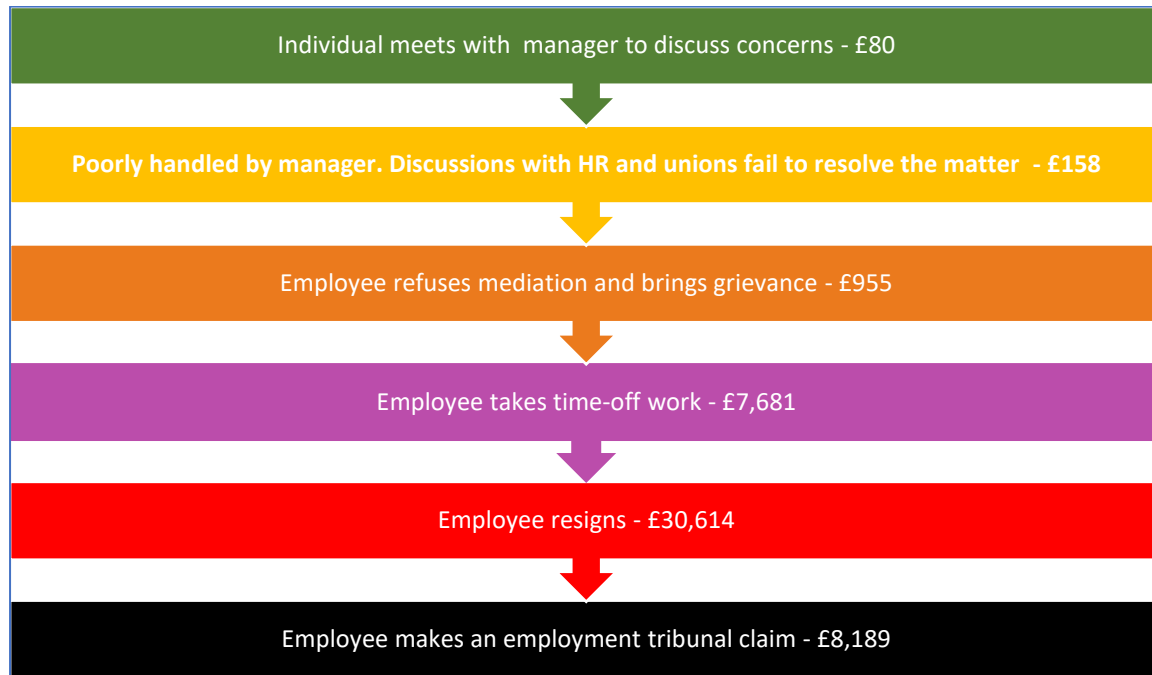 Individual meets with manager to discuss concerns - £80
Poorly handled by manager. Discussions with HR and unions fail to resolve the matter - £158
Employee refuses mediation and brings grievance - £955
Employee takes time-off work - £7,681
Employee resigns - £30,614
Employee makes an employment tribunal claim - £8,189